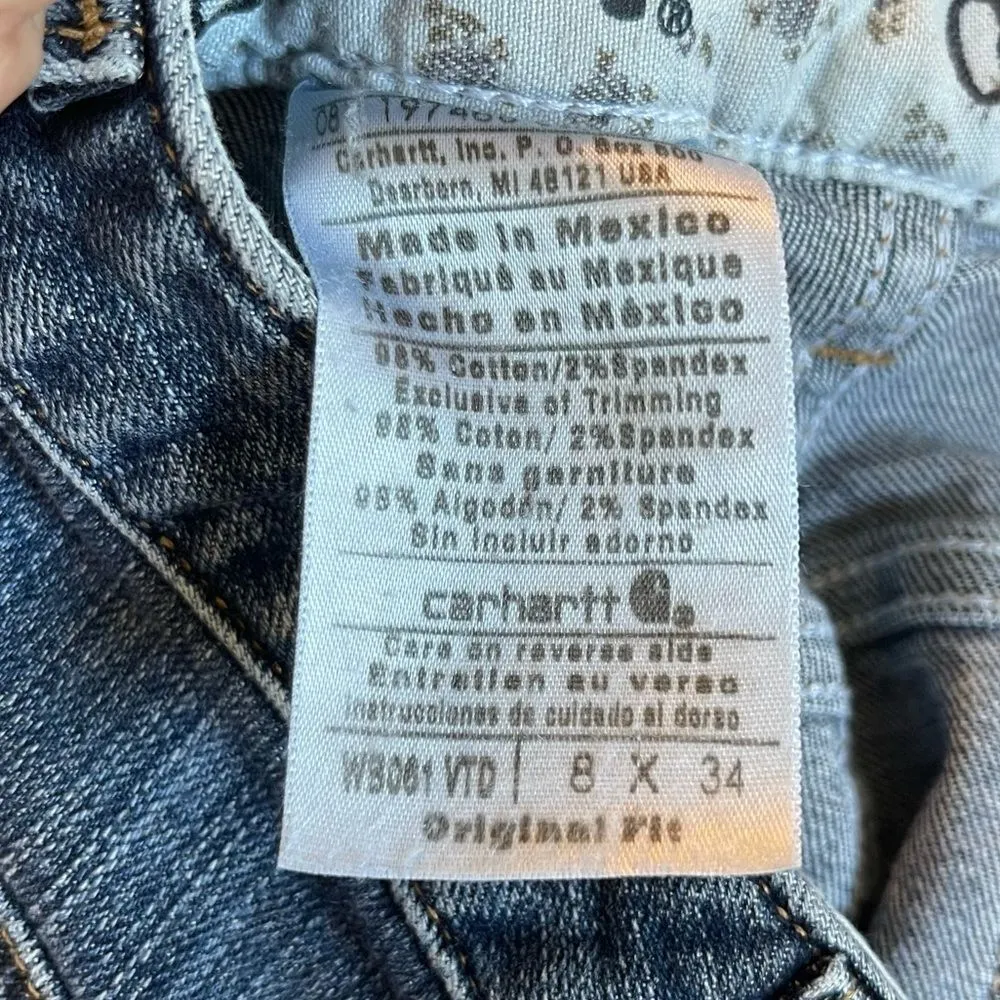 ®
08
Carhartt, Inc. P. O. Box 600
Dearborn, MI 48121 USA
Made in Mexico
Fabriqué au Mexique
Hecho en México
98% Cotton/2%Spandex
Exclusive of Trimming
98% Coton/ 2%Spandex
Sans garniture
98% Algodón/ 2% Spandex
Sin incluir adorno
carhartt
Care on reverse side
Entretien au verso
Instrucciones de cuidado al dorso
WB061 VTD 8 X 34
Original Fit